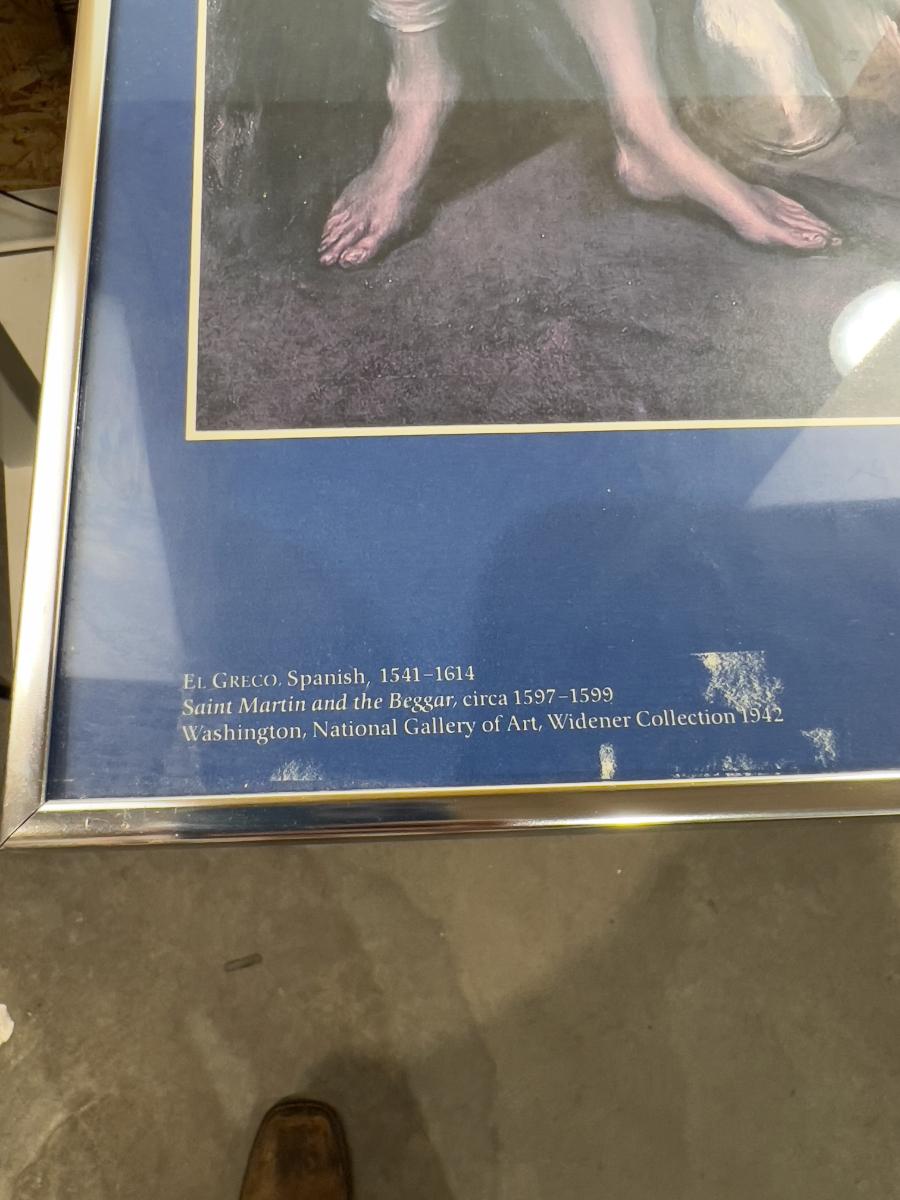 EL GRECO. Spanish, 1541–1614
Saint Martin and the Beggar, circa 1597–1599
Washington, National Gallery of Art, Widener Collection 1942